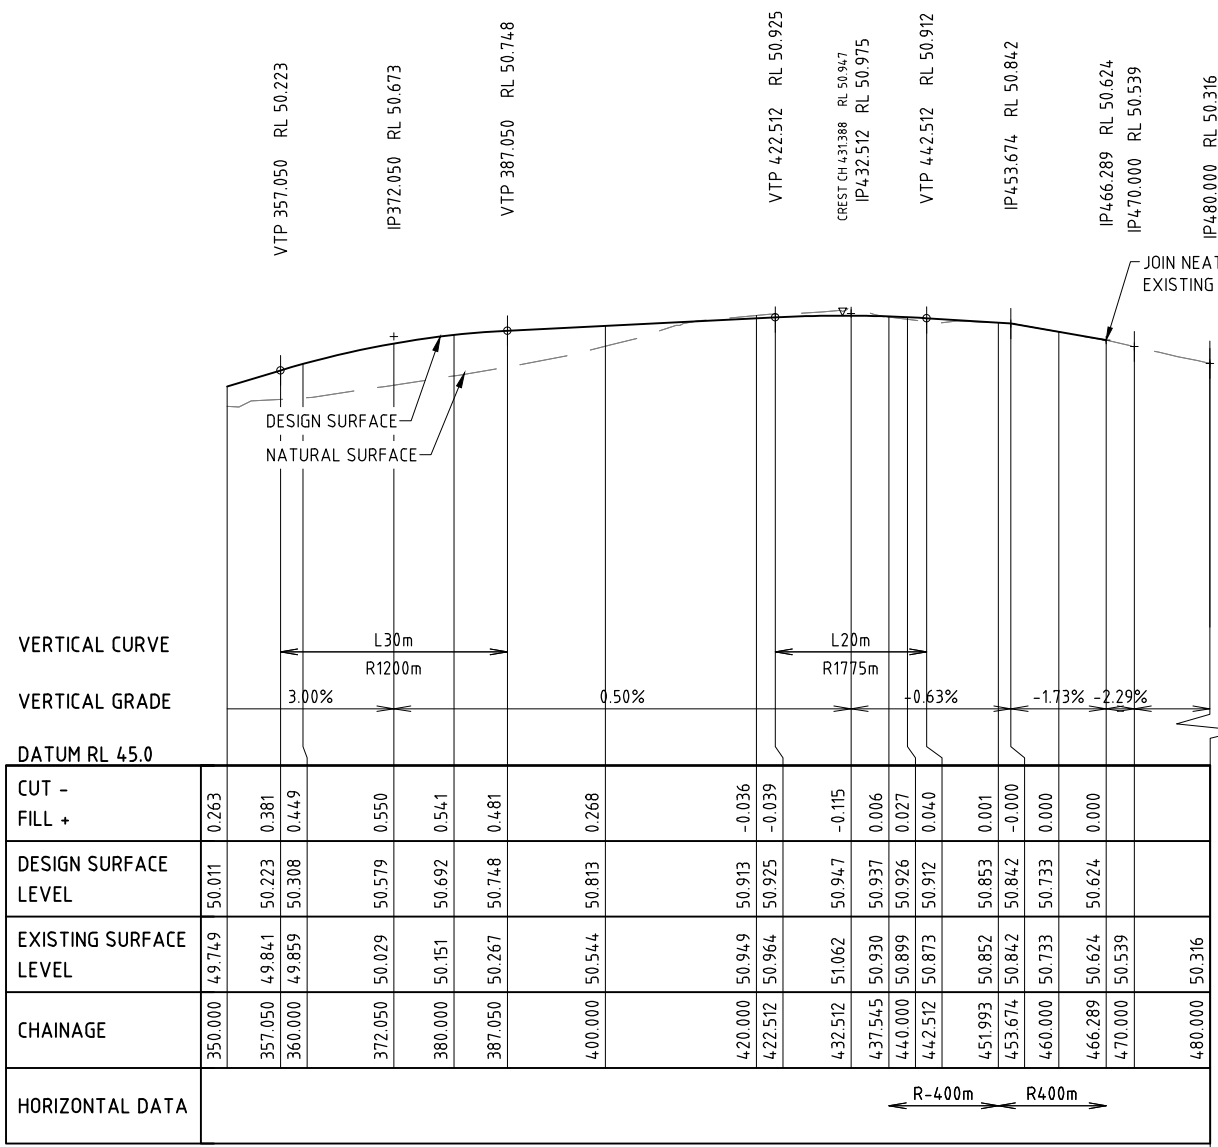 VTP 357.050 RL 50.223
IP372.050 RL 50.673
VTP 387.050 RL 50.748
VTP 422.512 RL 50.925
CREST CH 431.388 RL 50.947
IP432.512 RL 50.975
VTP 442.512 RL 50.912
IP453.674 RL 50.842
IP466.289 RL 50.624
IP470.000 RL 50.539
IP480.000 RL 50.316
JOIN NEAT
EXISTING
DESIGN SURFACE
NATURAL SURFACE
VERTICAL CURVE
L30m
R1200m
L20m
R1775m
VERTICAL GRADE
3.00%
0.50%
-0.63%
-1.73%
-2.29%
DATUM RL 45.0
CUT -
FILL +
0.263
0.381
0.449
0.550
0.541
0.481
0.268
-0.036
-0.039
-0.115
0.006
0.027
0.040
0.001
-0.000
0.000
0.000
DESIGN SURFACE
LEVEL
50.011
50.223
50.308
50.579
50.692
50.748
50.813
50.913
50.925
50.947
50.937
50.926
50.912
50.853
50.842
50.733
50.624
EXISTING SURFACE
LEVEL
49.749
49.841
49.859
50.029
50.151
50.267
50.544
50.949
50.964
51.062
50.930
50.899
50.873
50.852
50.842
50.733
50.624
50.539
50.316
CHAINAGE
350.000
357.050
360.000
372.050
380.000
387.050
400.000
420.000
422.512
432.512
437.545
440.000
442.512
451.993
453.674
460.000
466.289
470.000
480.000
HORIZONTAL DATA
R-400m
R400m